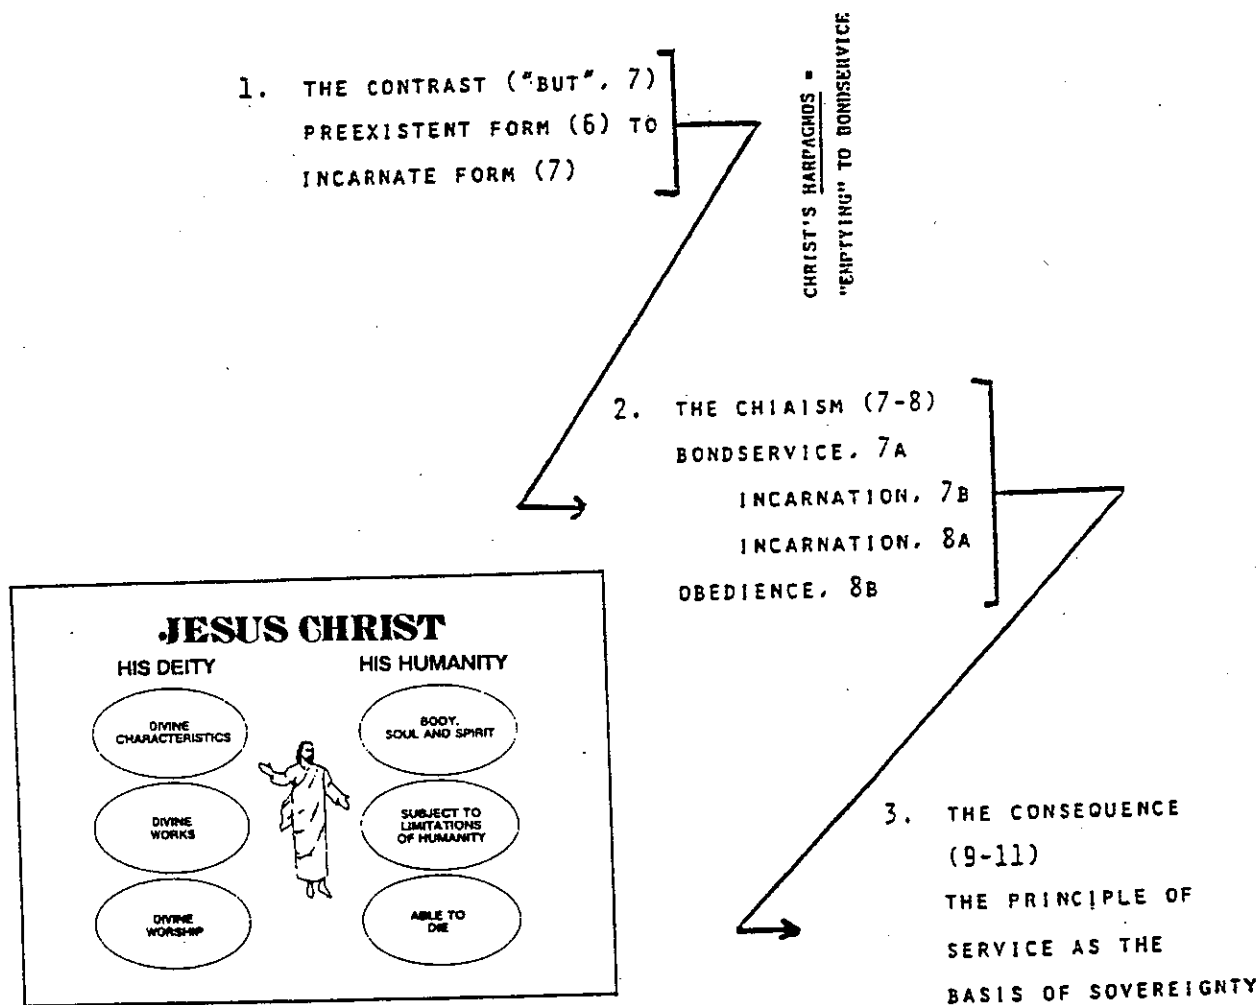 1. THE CONTRAST ("BUT", 7)
PREEXISTENT FORM (6) TO
INCARNATE FORM (7)
CHRIST'S HARPAGMOS =
"EMPTYING" TO BONDSERVICE
2. THE CHIAISM (7-8)
BONDSERVICE, 7A
INCARNATION, 7B
INCARNATION, 8A
OBEDIENCE, 8B
JESUS CHRIST
HIS DEITY HIS HUMANITY
DIVINE
CHARACTERISTICS
BODY,
SOUL AND SPIRIT
DIVINE
WORKS
SUBJECT TO
LIMITATIONS
OF HUMANITY
DIVINE
WORSHIP
ABLE TO
DIE
3. THE CONSEQUENCE
(9-11)
THE PRINCIPLE OF
SERVICE AS THE
BASIS OF SOVEREIGNTY